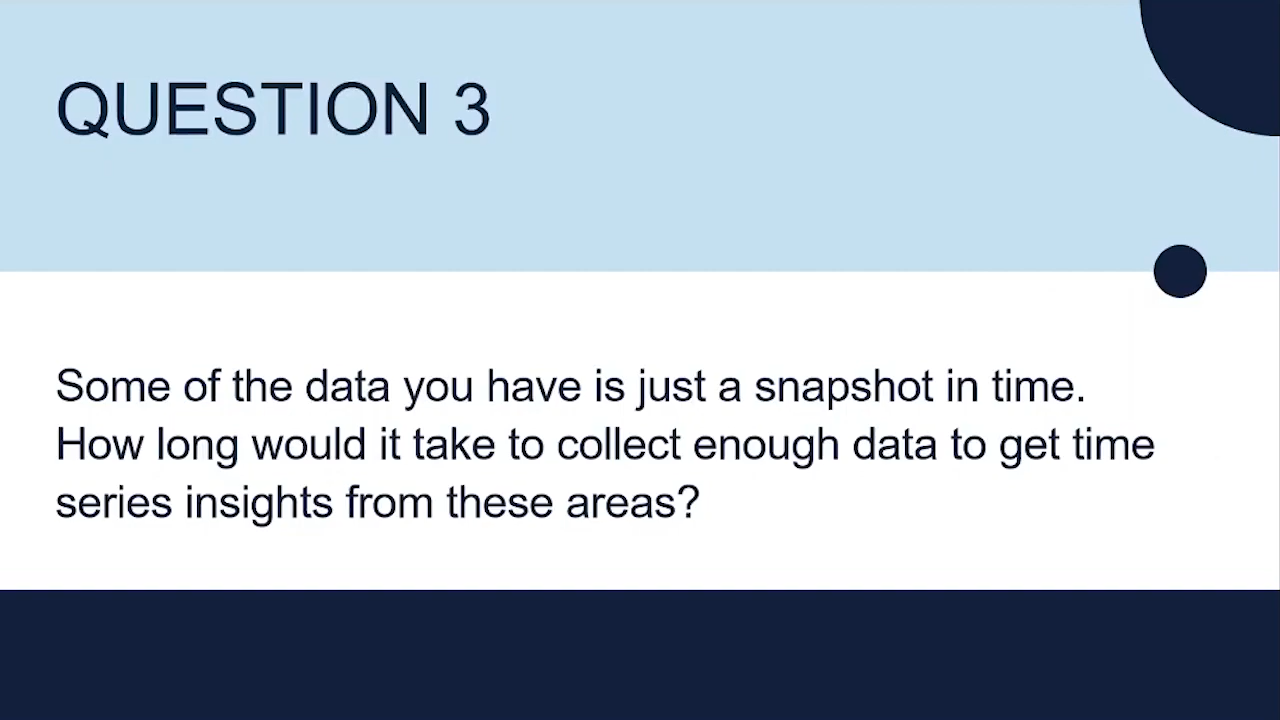 QUESTION 3
Some of the data you have is just a snapshot in time.
How long would it take to collect enough data to get time
series insights from these areas?